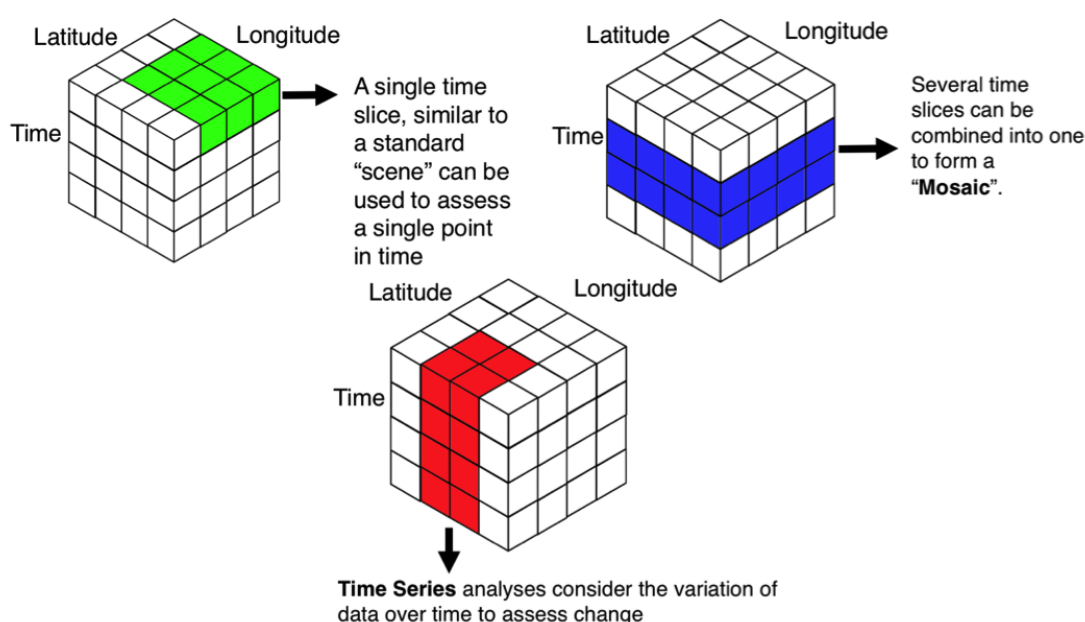 Latitude
Longitude
Time
A single time
slice, similar to
a standard
“scene” can be
used to assess
a single point
in time
Latitude
Longitude
Time
Several time
slices can be
combined into one
to form a
“Mosaic”.
Latitude
Longitude
Time
Time Series analyses consider the variation of
data over time to assess change